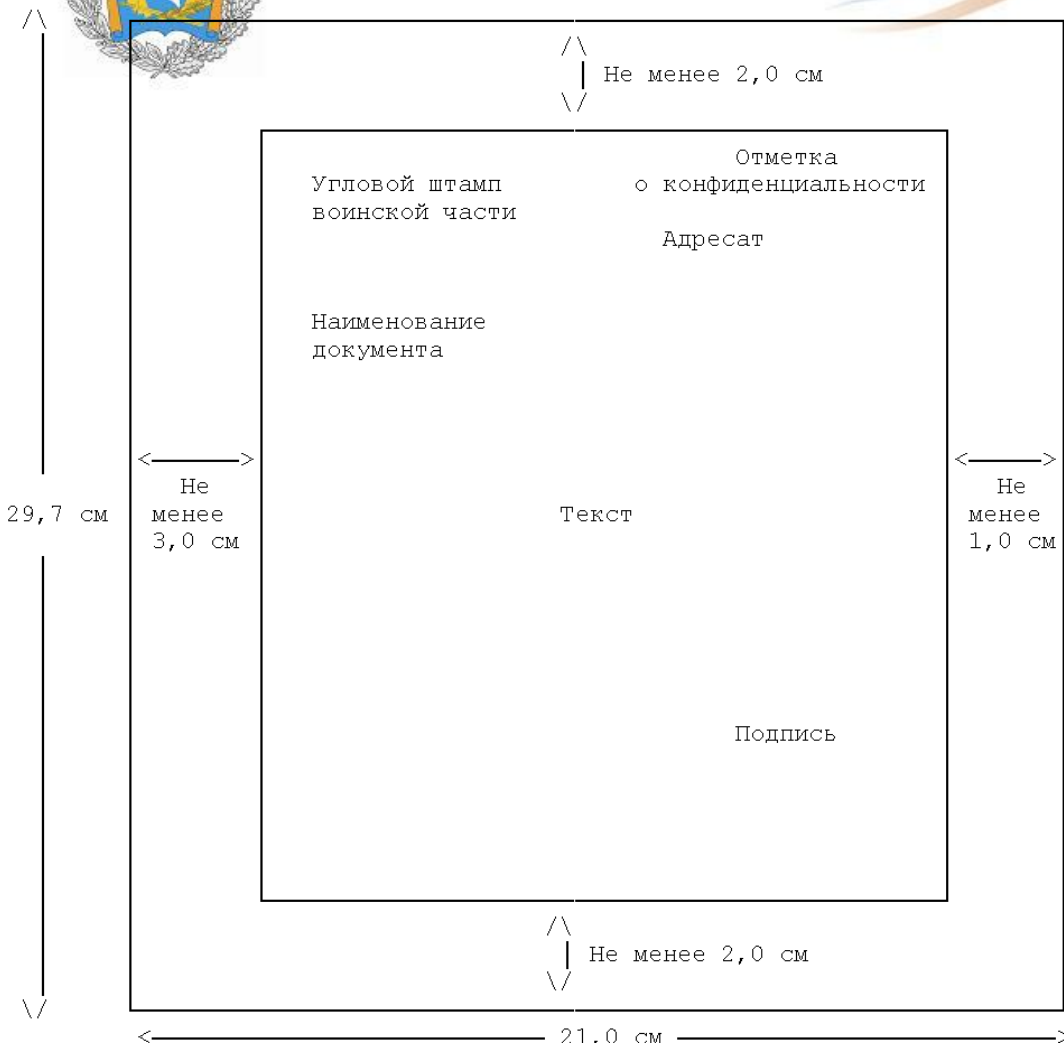 Не менее 2,0 см
Отметка
о конфиденциальности
Угловой штамп
воинской части
Адресат
Наименование
документа
29,7 см
Не
менее
3,0 см
Текст
Не
менее
1,0 см
Подпись
Не менее 2,0 см
21,0 см